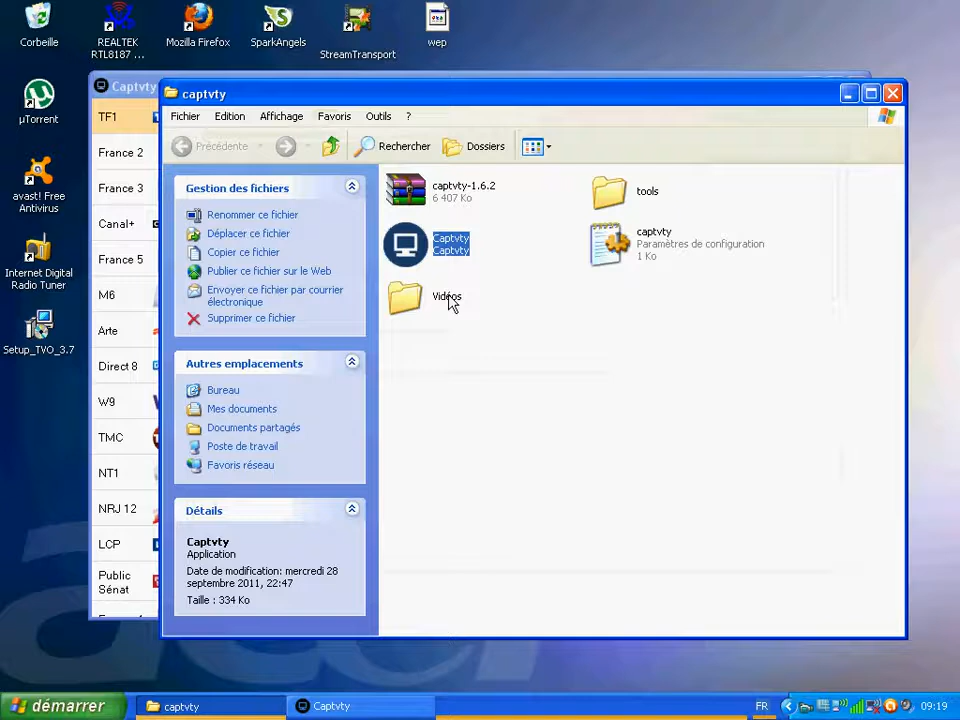 Corbeille
REALTEK
RTL8187 ...
Mozilla Firefox
SparkAngels
StreamTransport
wep
µTorrent
avast! Free
Antivirus
Internet Digital
Radio Tuner
Setup_TVO_3.7
Captvty
TF1
France 2
France 3
Canal+
France 5
M6
Arte
Direct 8
W9
TMC
NT1
NRJ 12
LCP
Public
Sénat
captvty
Fichier Edition Affichage Favoris Outils ?
Précédente Rechercher Dossiers
Gestion des fichiers
Renommer ce fichier
Déplacer ce fichier
Copier ce fichier
Publier ce fichier sur le Web
Envoyer ce fichier par courrier
électronique
Supprimer ce fichier
Autres emplacements
Bureau
Mes documents
Documents partagés
Poste de travail
Favoris réseau
Détails
Captvty
Application
Date de modification: mercredi 28
septembre 2011, 22:47
Taille : 334 Ko
captvty-1.6.2
6 407 Ko
tools
Captvty
Captvty
captvty
Paramètres de configuration
1 Ko
Vidéos
démarrer
captvty
Captvty
FR
09:19